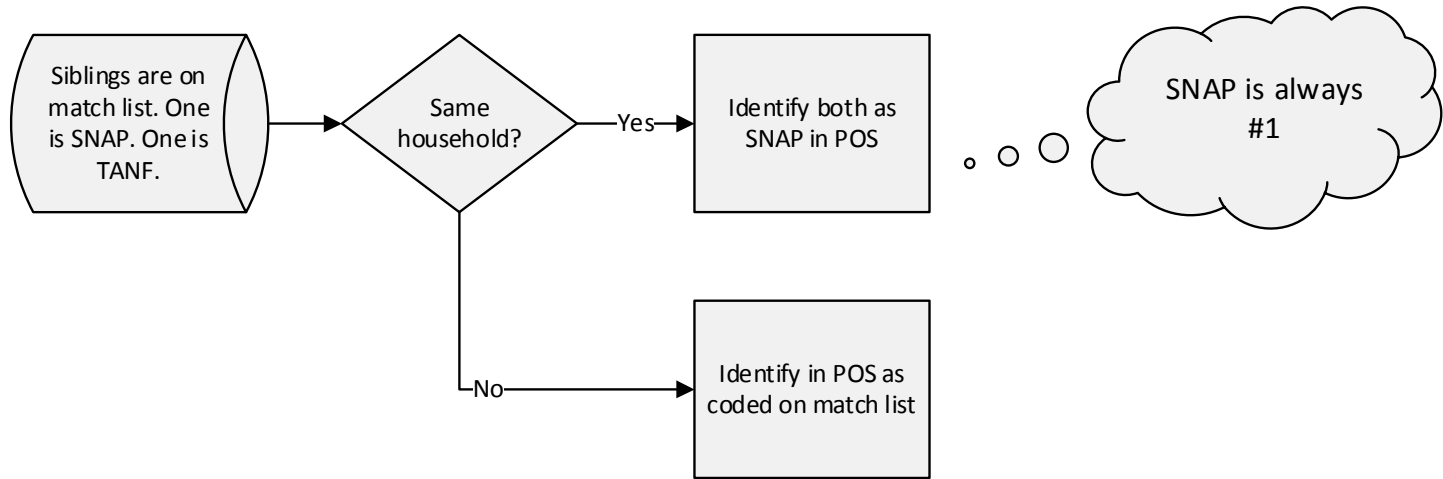 Siblings are on
match list. One
is SNAP. One is
TANF.
Same
household?
Yes
Identify both as
SNAP in POS
SNAP is always
#1
No
Identify in POS as
coded on match list